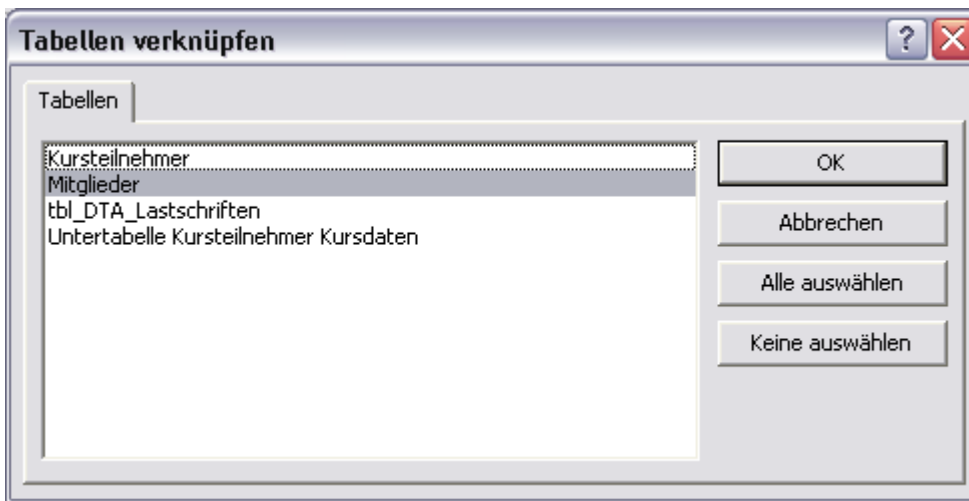 Tabellen verknüpfen
Tabellen
Kursteilnehmer
Mitglieder
tbl_DTA_Lastschriften
Untertabelle Kursteilnehmer Kursdaten
OK
Abbrechen
Alle auswählen
Keine auswählen